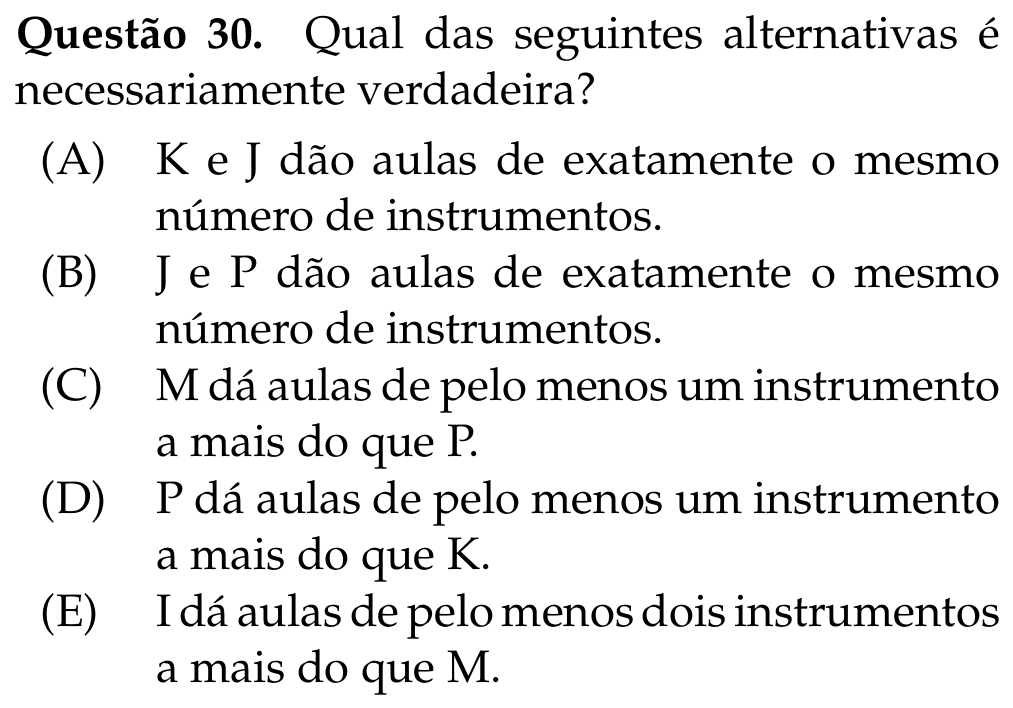 Questão 30. Qual das seguintes alternativas é
necessariamente verdadeira?
(A) K e J dão aulas de exatamente o mesmo
número de instrumentos.
(B) J e P dão aulas de exatamente o mesmo
número de instrumentos.
(C) M dá aulas de pelo menos um instrumento
a mais do que P.
(D) P dá aulas de pelo menos um instrumento
a mais do que K.
(E) I dá aulas de pelo menos dois instrumentos
a mais do que M.